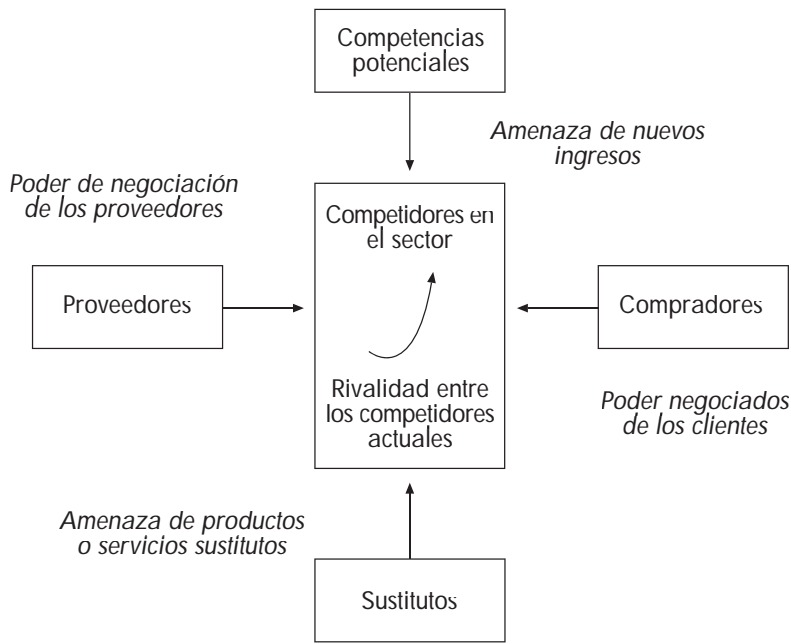 Competencias
potenciales
Amenaza de nuevos
ingresos
Poder de negociación
de los proveedores
Competidores en
el sector
Proveedores
Compradores
Rivalidad entre
los competidores
actuales
Poder negociados
de los clientes
Amenaza de productos
o servicios sustitutos
Sustitutos